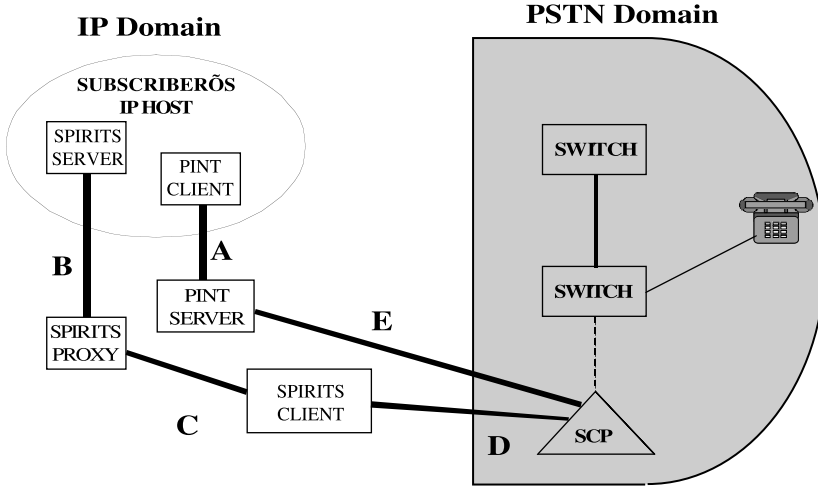 PSTN Domain
IP Domain
SUBSCRIBERÕS
IP HOST
SPIRITS
SERVER
PINT
CLIENT
SWITCH
B
A
PINT
SERVER
SWITCH
E
SPIRITS
PROXY
SPIRITS
CLIENT
C
D
SCP